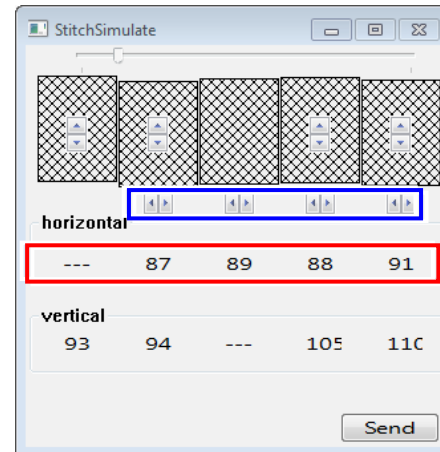 StitchSimulate
horizontal
--- 87 89 88 91
vertical
93 94 --- 105 110
Send